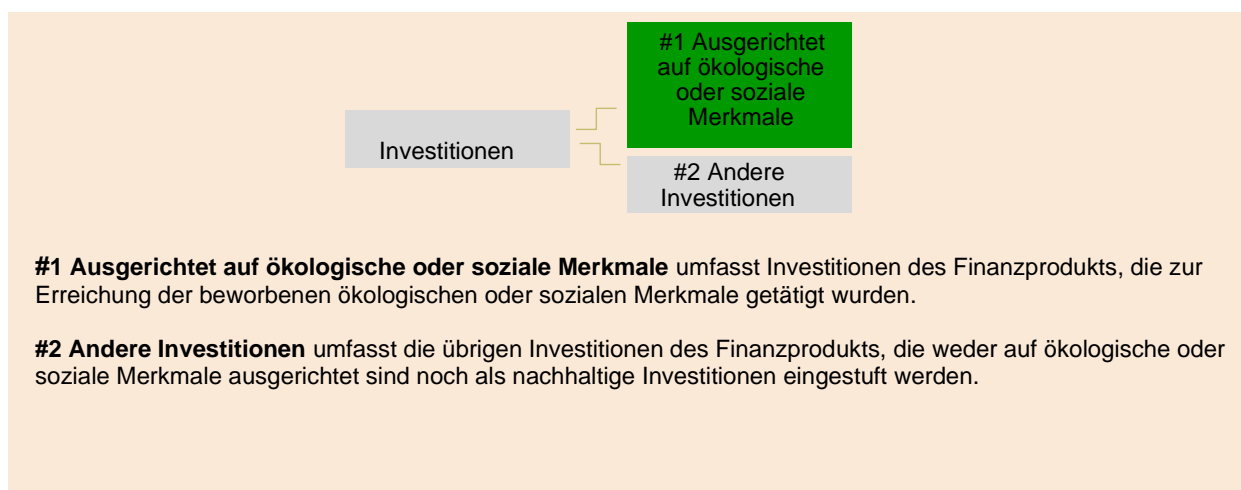 #1 Ausgerichtet
auf ökologische
oder soziale
Merkmale
Investitionen
#2 Andere
Investitionen
#1 Ausgerichtet auf ökologische oder soziale Merkmale umfasst Investitionen des Finanzprodukts, die zur
Erreichung der beworbenen ökologischen oder sozialen Merkmale getätigt wurden.
#2 Andere Investitionen umfasst die übrigen Investitionen des Finanzprodukts, die weder auf ökologische oder
soziale Merkmale ausgerichtet sind noch als nachhaltige Investitionen eingestuft werden.